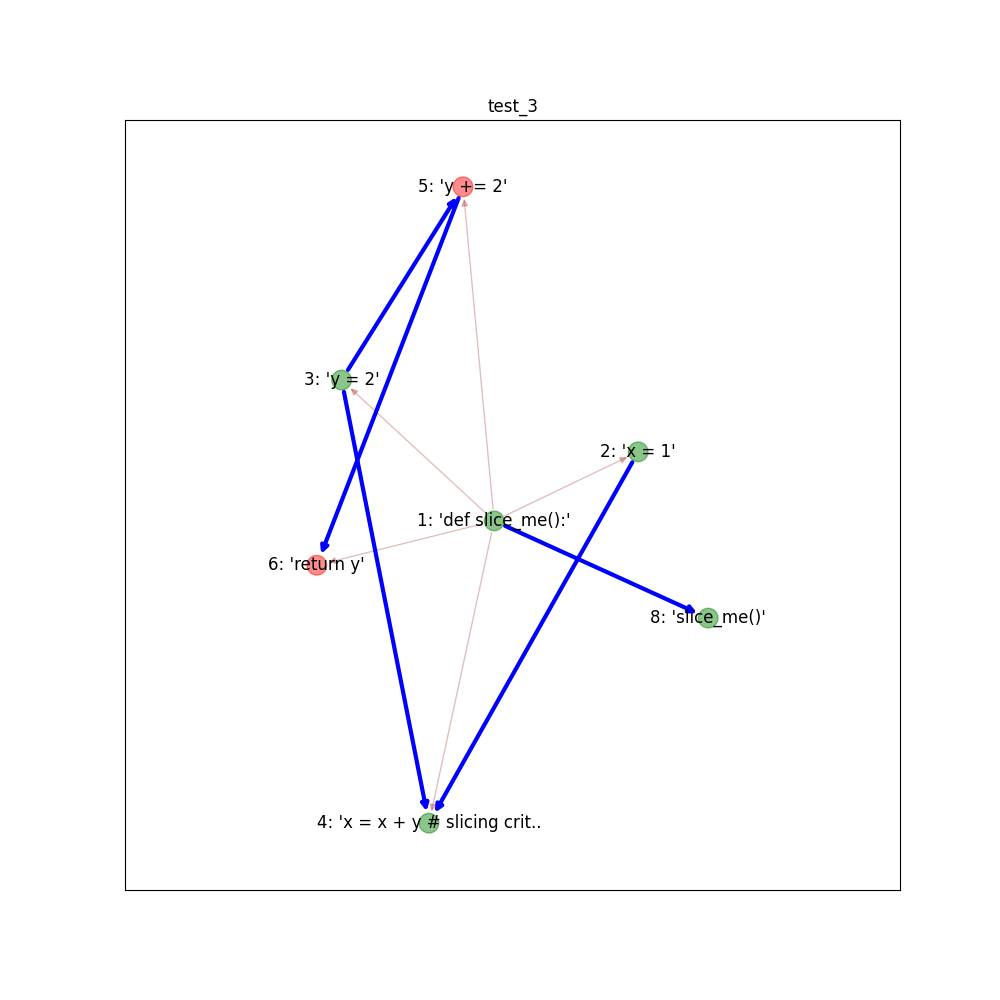 test_3
5: 'y += 2'
3: 'y = 2'
2: 'x = 1'
1: 'def slice_me():'
6: 'return y'
8: 'slice_me()'
4: 'x = x + y # slicing crit..